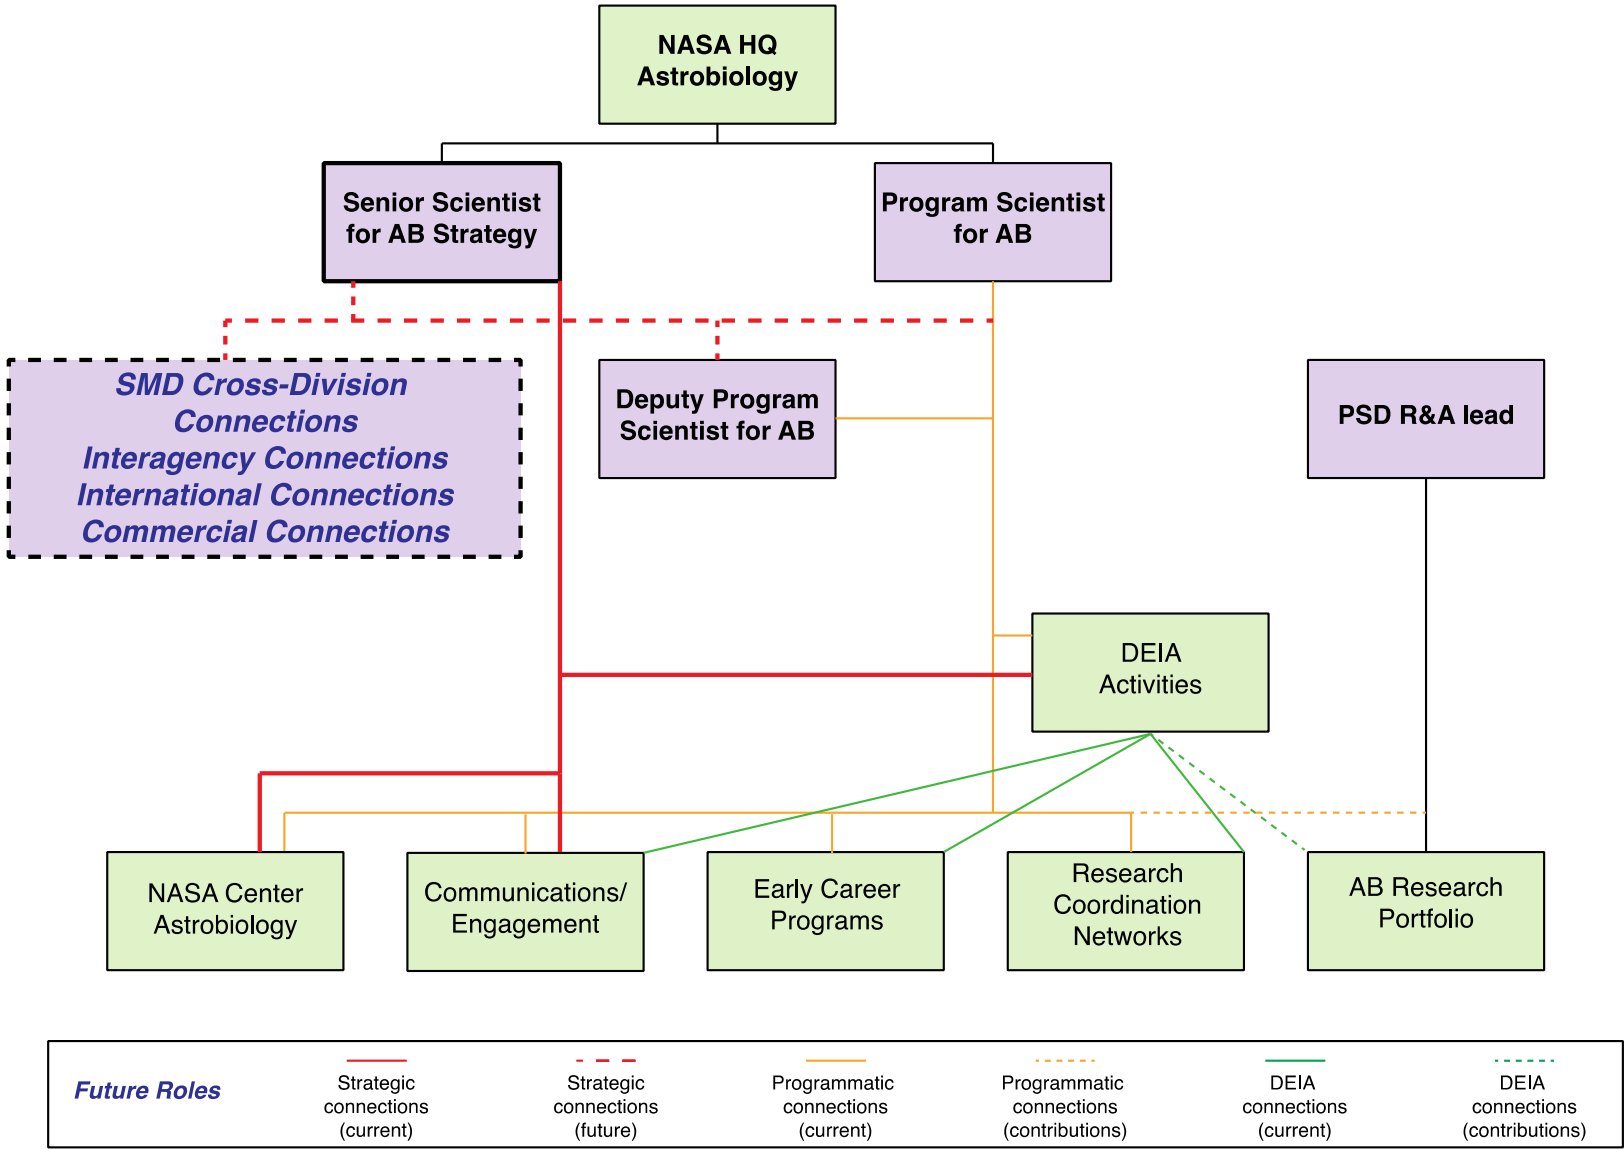 NASA HQ
Astrobiology
Senior Scientist
for AB Strategy
Program Scientist
for AB
SMD Cross-Division
Connections
Interagency Connections
International Connections
Commercial Connections
Deputy Program
Scientist for AB
PSD R&A lead
DEIA
Activities
NASA Center
Astrobiology
Communications/
Engagement
Early Career
Programs
Research
Coordination
Networks
AB Research
Portfolio
Future Roles
Strategic
connections
(current)
Strategic
connections
(future)
Programmatic
connections
(current)
Programmatic
connections
(contributions)
DEIA
connections
(current)
DEIA
connections
(contributions)